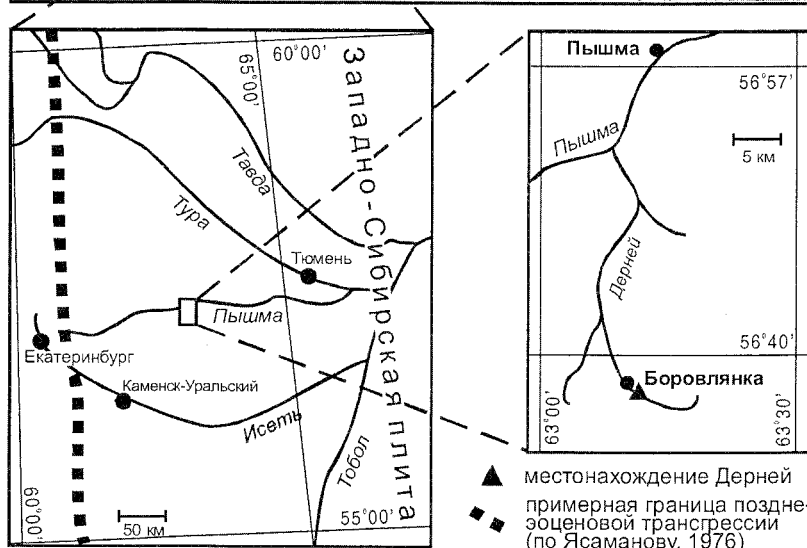 60°00'
65°00'
Западно-Сибирская плита
Тавда
Тура
Тюмень
Пышма
Екатеринбург
Каменск-Уральский
Исеть
Тобол
60°00'
50 км
55°00'
Пышма
56°57'
Пышма
5 км
Дерней
56°40'
Боровлянка
63°00'
63°30'
местонахождение Дерней
примерная граница поздне-
эоценовой трансгрессии
(по Ясаманову, 1976)